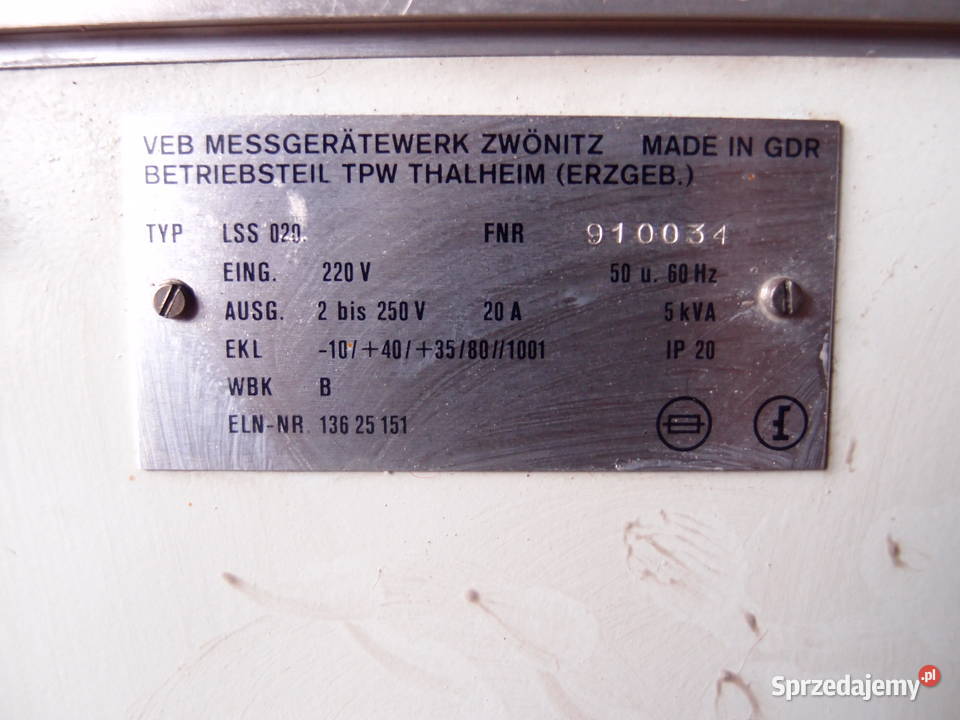 VEB MESSGERÄTEWERK ZWÖNITZ MADE IN GDR
BETRIEBSTEIL TPW THALHEIM (ERZGEB.)
TYP LSS 020 FNR 910034
EING. 220 V 50 u. 60 Hz
AUSG. 2 bis 250 V 20 A 5 kVA
EKL -10/+40/+35/80//1001 IP 20
WBK B
ELN-NR. 136 25 151
Sprzedajemy.pl